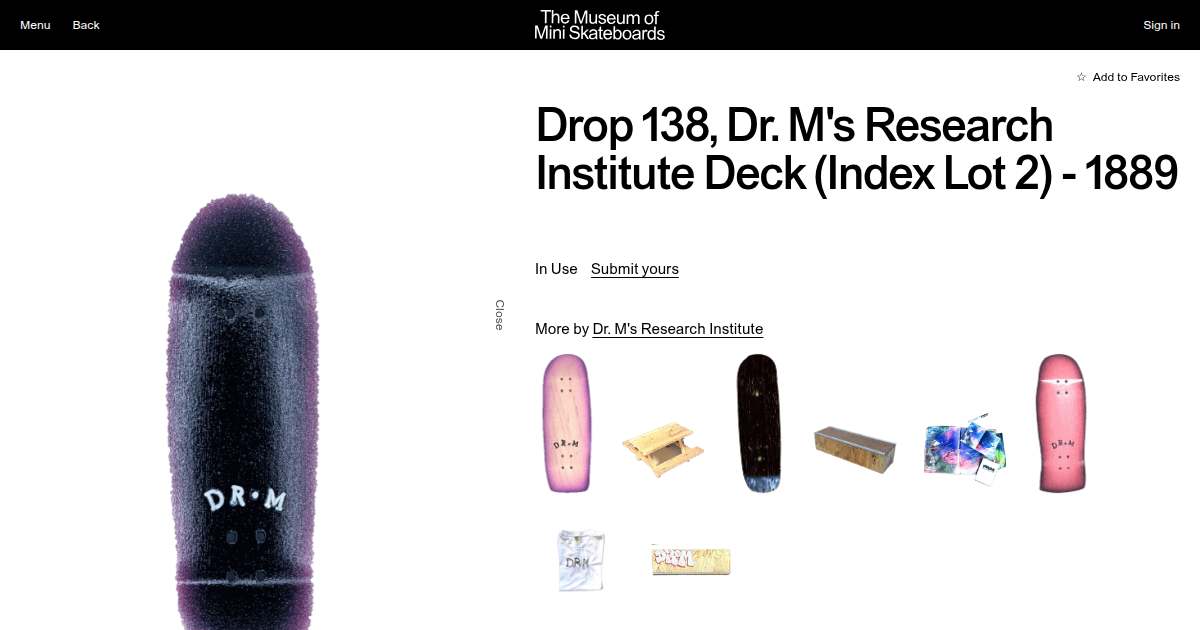 Menu Back
The Museum of
Mini Skateboards
Sign in
☆ Add to Favorites
Drop 138, Dr. M's Research
Institute Deck (Index Lot 2) - 1889
In Use Submit yours
Close
More by Dr. M's Research Institute
DR•M
DR•M
DR•M
DRM